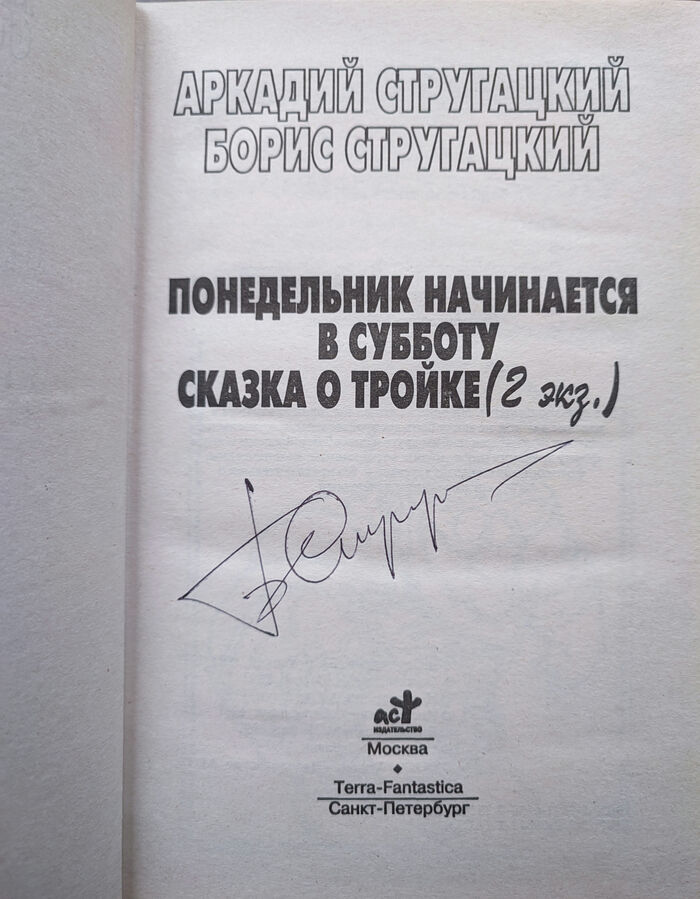 АРКАДИЙ СТРУГАЦКИЙ
БОРИС СТРУГАЦКИЙ
ПОНЕДЕЛЬНИК НАЧИНАЕТСЯ
В СУББОТУ
СКАЗКА О ТРОЙКЕ (2 экз.)
аст
ИЗДАТЕЛЬСТВО
Москва
Terra-Fantastica
Санкт-Петербург